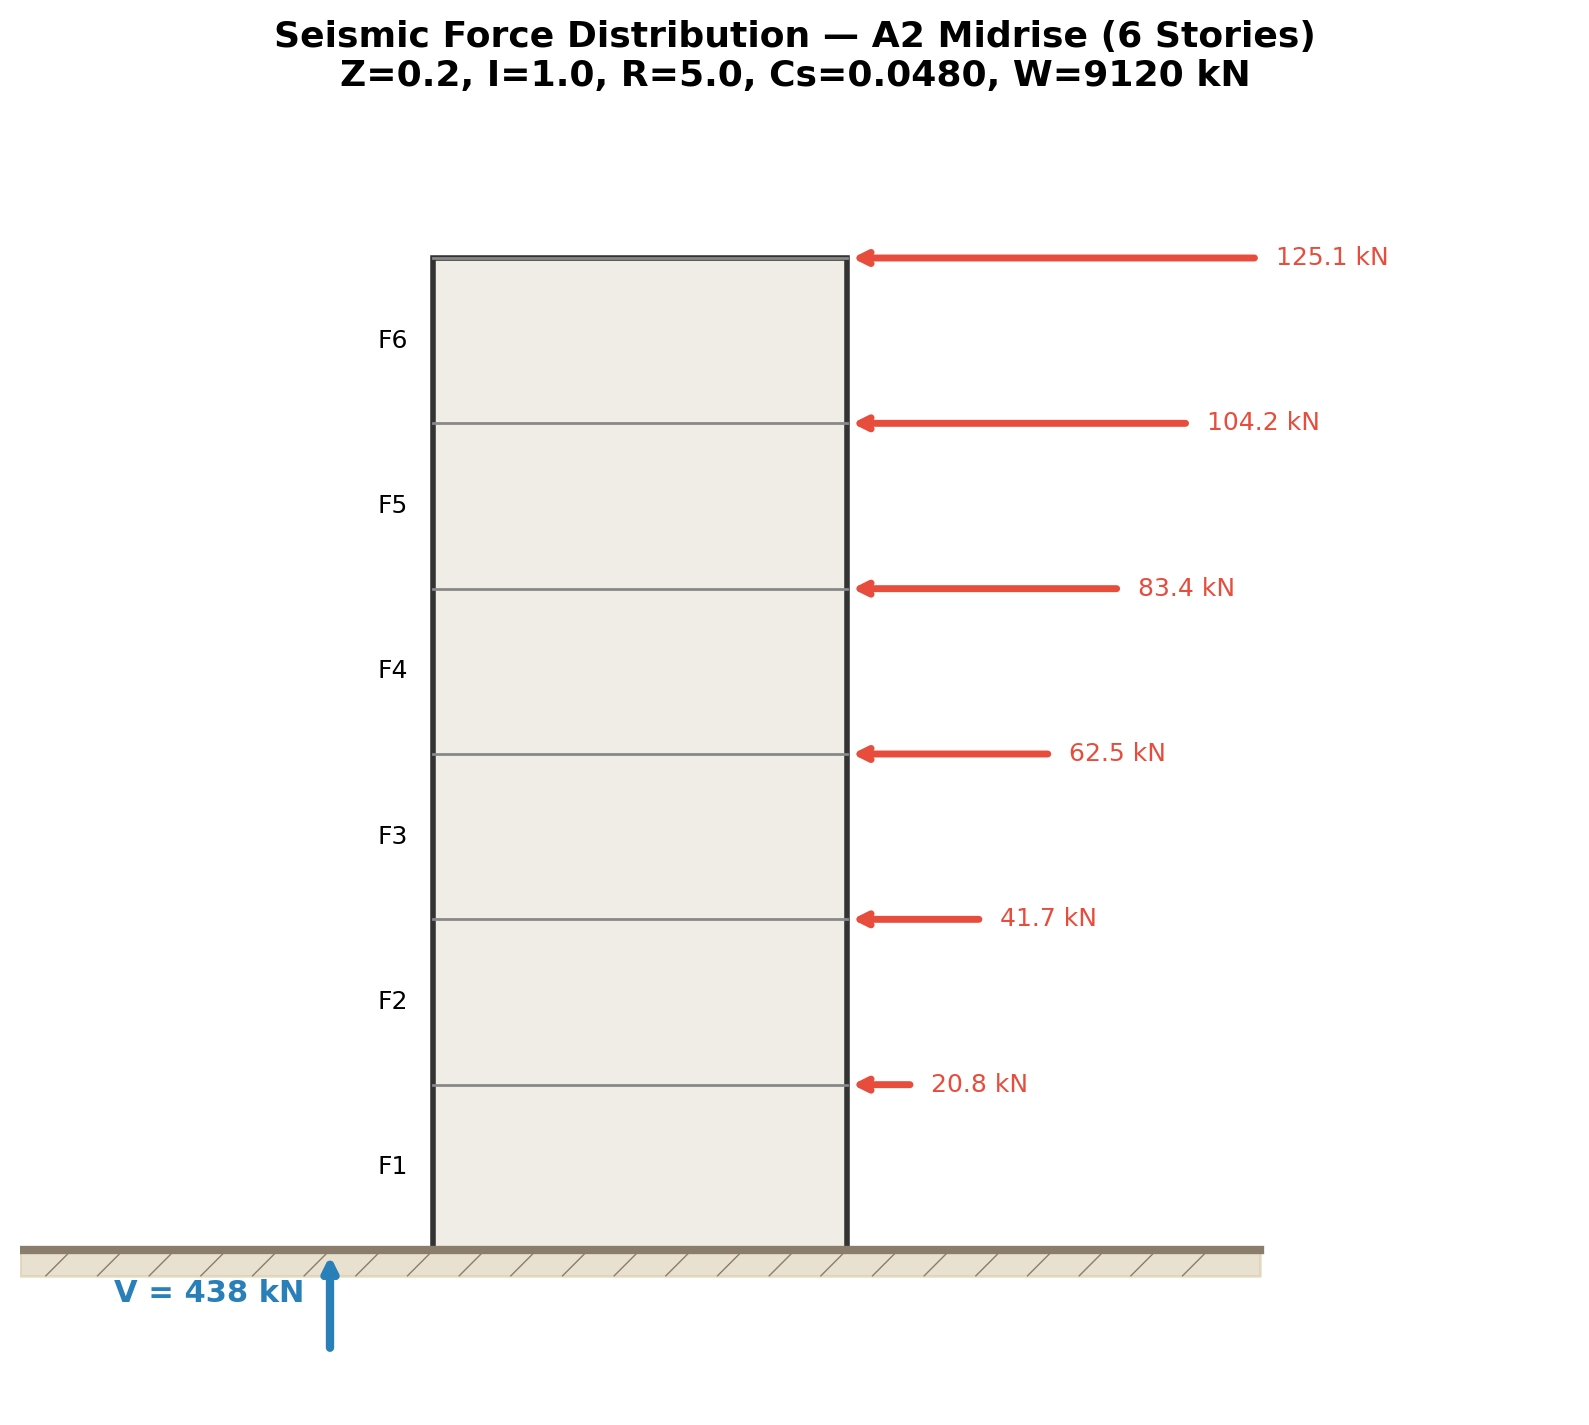 Seismic Force Distribution — A2 Midrise (6 Stories)
Z=0.2, I=1.0, R=5.0, Cs=0.0480, W=9120 kN
125.1 kN
F6
104.2 kN
F5
83.4 kN
F4
62.5 kN
F3
41.7 kN
F2
20.8 kN
F1
V = 438 kN